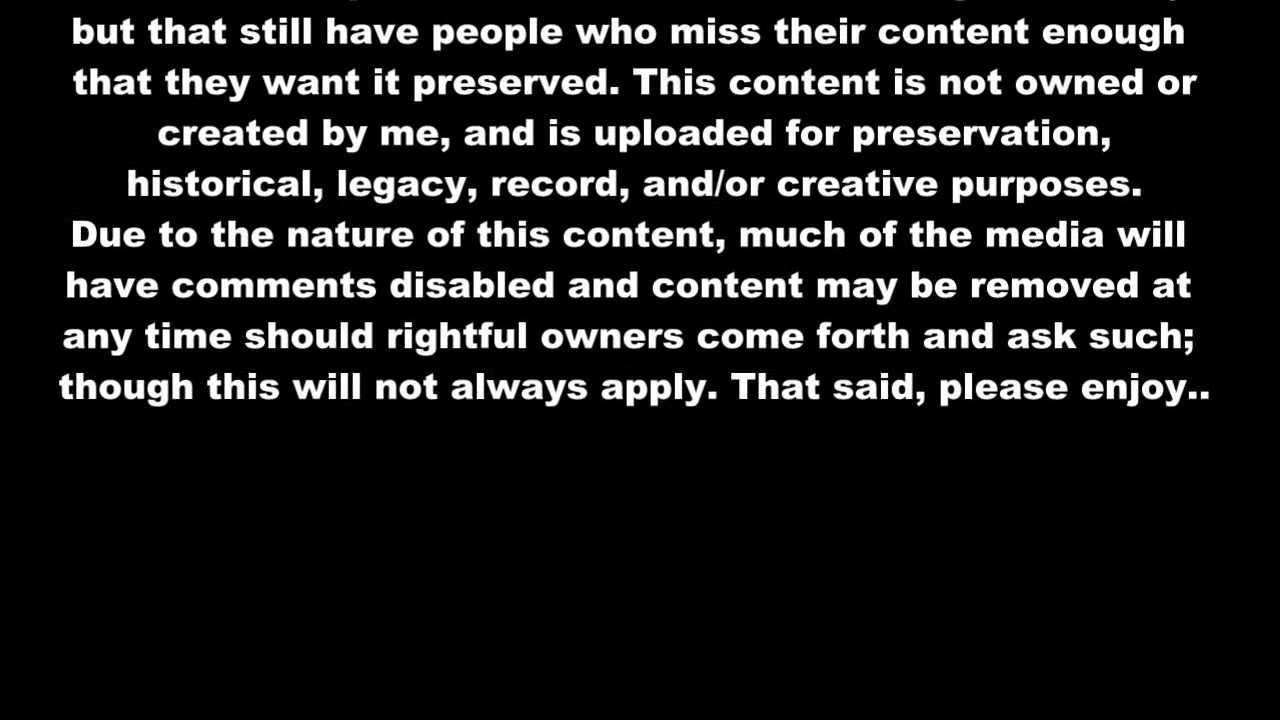 but that still have people who miss their content enough
that they want it preserved. This content is not owned or
created by me, and is uploaded for preservation,
historical, legacy, record, and/or creative purposes.
Due to the nature of this content, much of the media will
have comments disabled and content may be removed at
any time should rightful owners come forth and ask such;
though this will not always apply. That said, please enjoy..